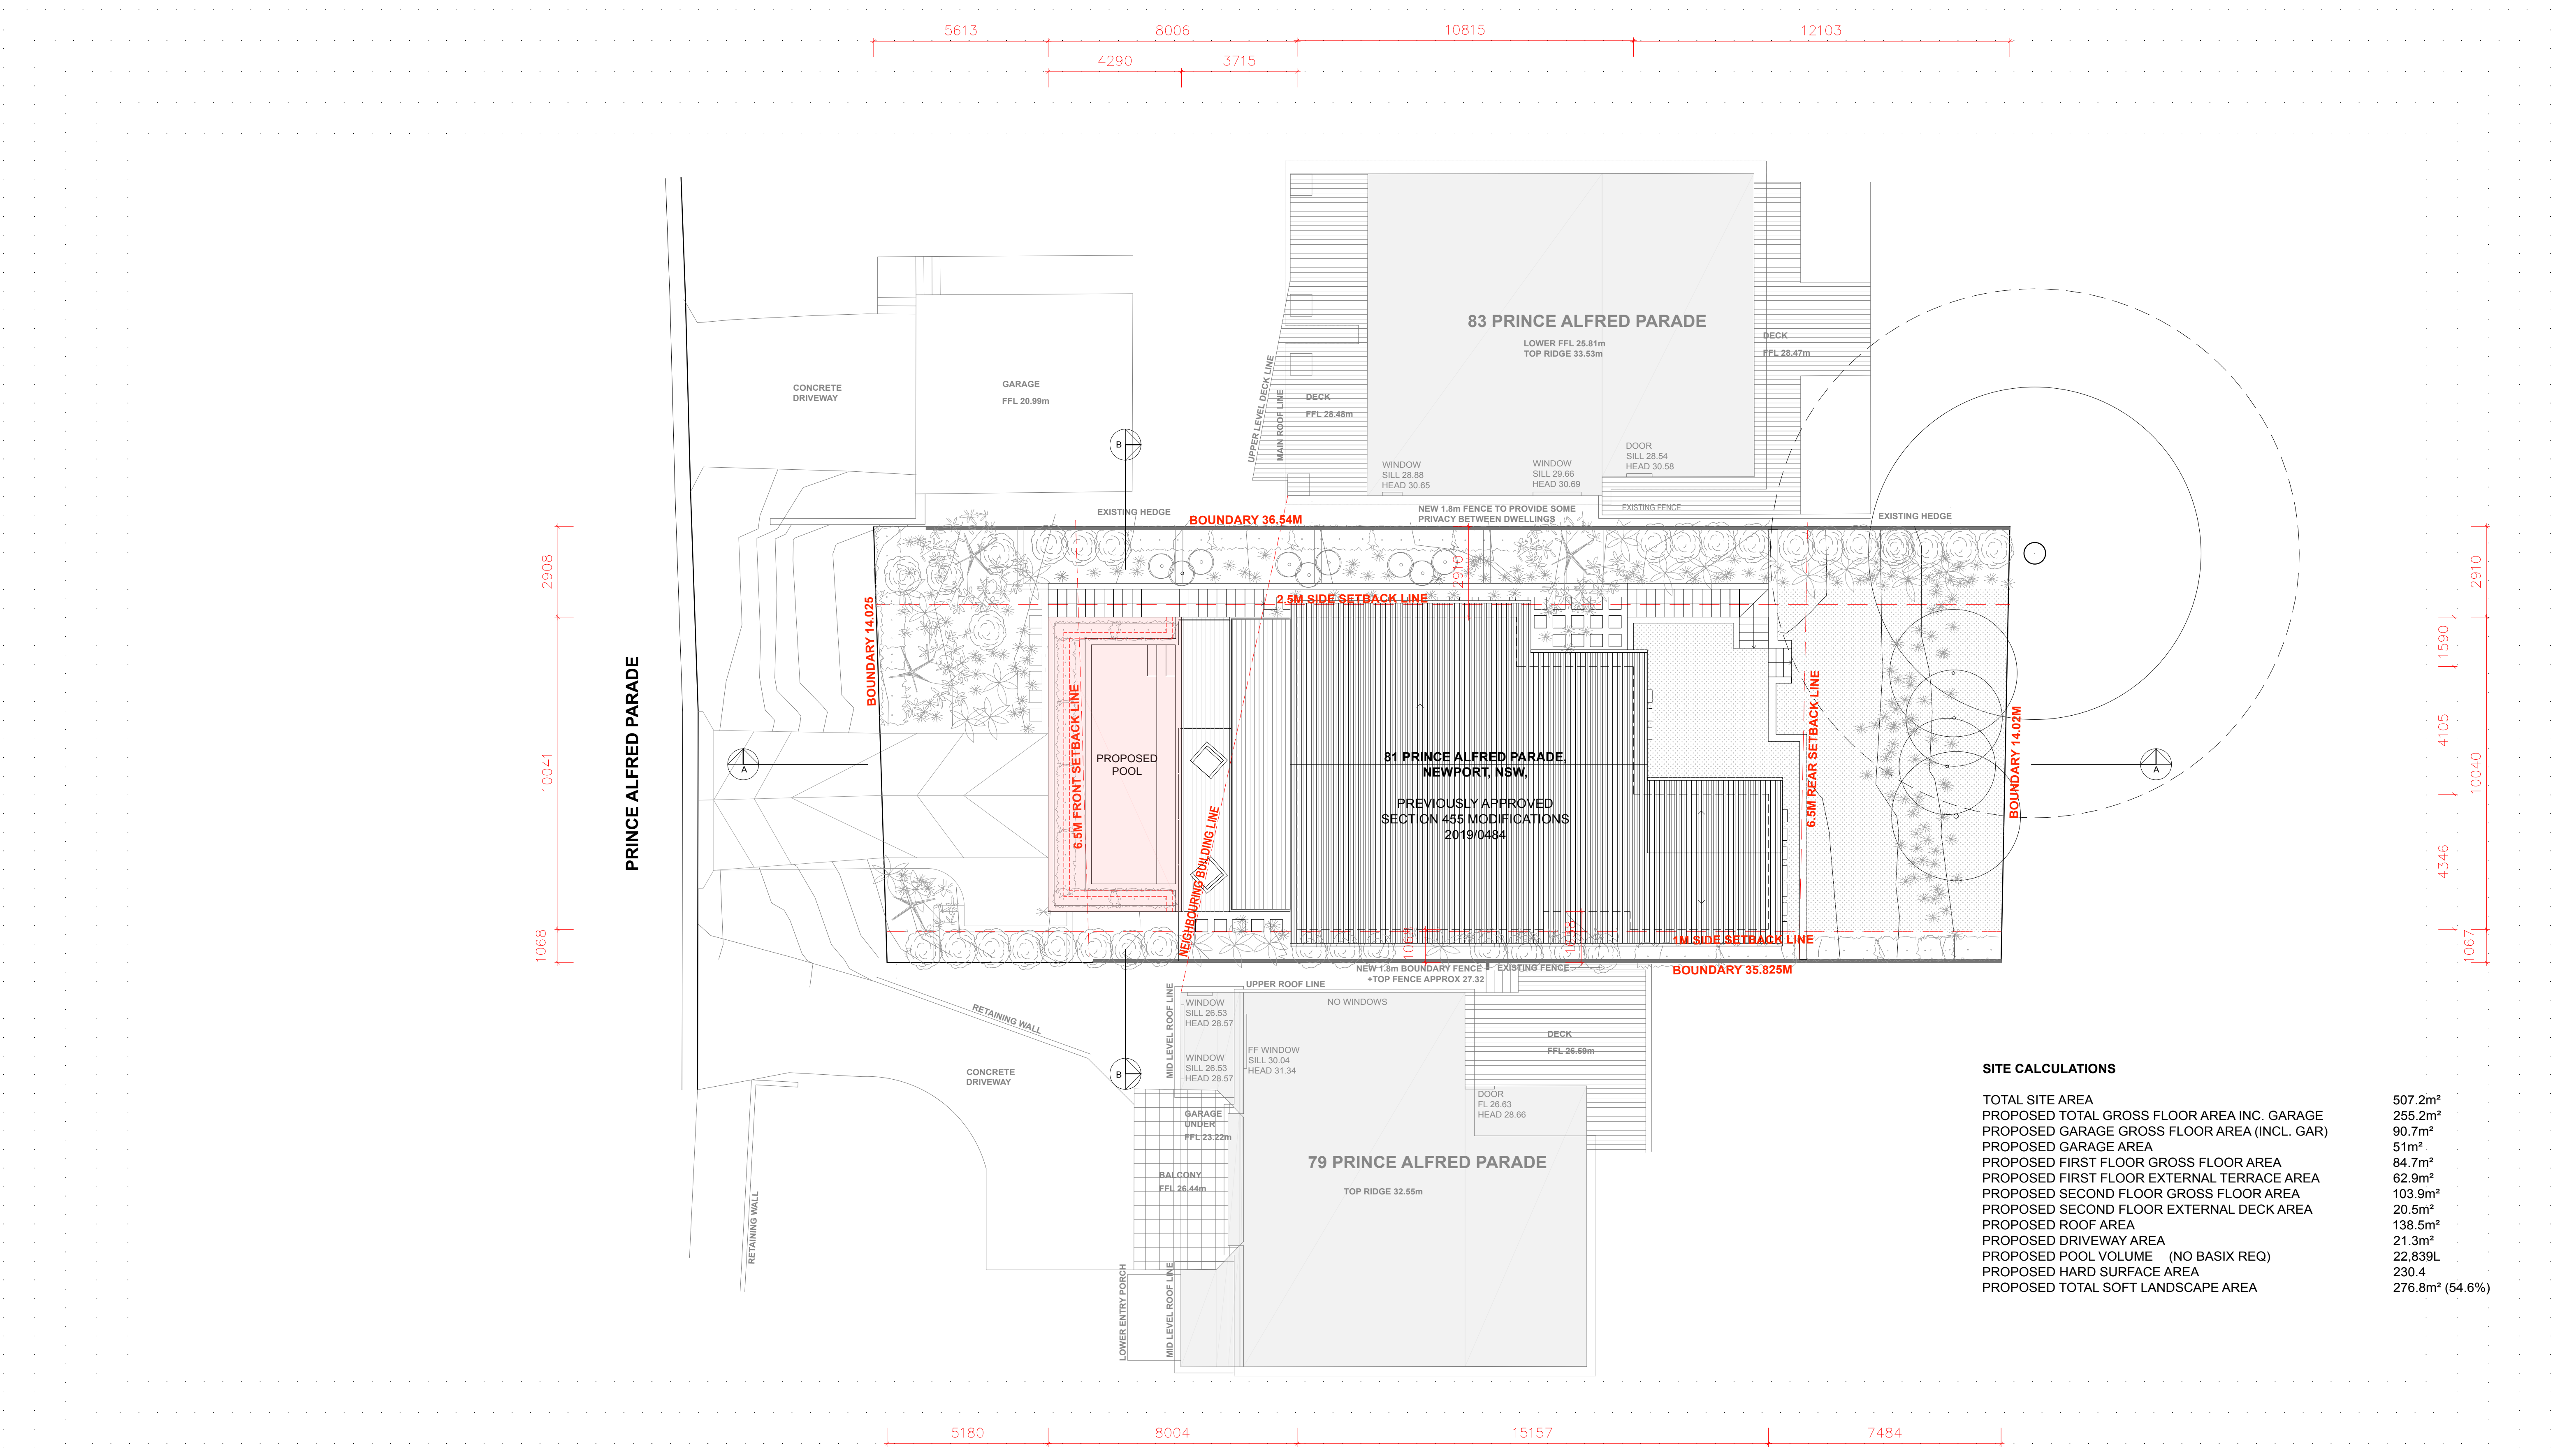 5613
8006
10815
12103
4290
3715
83 PRINCE ALFRED PARADE
LOWER FFL 25.81m
TOP RIDGE 33.53m
DECK
FFL 28.47m
CONCRETE
DRIVEWAY
GARAGE
FFL 20.99m
UPPER LEVEL DECK LINE
MAIN ROOF LINE
DECK
FFL 28.48m
B
WINDOW
SILL 28.88
HEAD 30.65
WINDOW
SILL 29.66
HEAD 30.69
DOOR
SILL 28.54
HEAD 30.58
EXISTING HEDGE
BOUNDARY 36.54M
NEW 1.8m FENCE TO PROVIDE SOME
PRIVACY BETWEEN DWELLINGS
EXISTING FENCE
EXISTING HEDGE
2908
10041
1068
2910
2.5M SIDE SETBACK LINE
2910
1590
4105
10040
4346
1067
BOUNDARY 14.025
PRINCE ALFRED PARADE
6.5M FRONT SETBACK LINE
PROPOSED
POOL
A
NEIGHBOURING BUILDING LINE
81 PRINCE ALFRED PARADE,
NEWPORT, NSW,
PREVIOUSLY APPROVED
SECTION 455 MODIFICATIONS
2019/0484
6.5M REAR SETBACK LINE
BOUNDARY 14.02M
A
1068
1638
1M SIDE SETBACK LINE
BOUNDARY 35.825M
NEW 1.8m BOUNDARY FENCE
+TOP FENCE APPROX 27.32
EXISTING FENCE
UPPER ROOF LINE
NO WINDOWS
MID LEVEL ROOF LINE
WINDOW
SILL 26.53
HEAD 28.57
WINDOW
SILL 26.53
HEAD 28.57
FF WINDOW
SILL 30.04
HEAD 31.34
RETAINING WALL
CONCRETE
DRIVEWAY
B
DECK
FFL 26.59m
DOOR
FL 26.63
HEAD 28.66
GARAGE
UNDER
FFL 23.22m
BALCONY
FFL 26.44m
79 PRINCE ALFRED PARADE
TOP RIDGE 32.55m
RETAINING WALL
LOWER ENTRY PORCH
MID LEVEL ROOF LINE
SITE CALCULATIONS
TOTAL SITE AREA 507.2m²
PROPOSED TOTAL GROSS FLOOR AREA INC. GARAGE 255.2m²
PROPOSED GARAGE GROSS FLOOR AREA (INCL. GAR) 90.7m²
PROPOSED GARAGE AREA 51m²
PROPOSED FIRST FLOOR GROSS FLOOR AREA 84.7m²
PROPOSED FIRST FLOOR EXTERNAL TERRACE AREA 62.9m²
PROPOSED SECOND FLOOR GROSS FLOOR AREA 103.9m²
PROPOSED SECOND FLOOR EXTERNAL DECK AREA 20.5m²
PROPOSED ROOF AREA 138.5m²
PROPOSED DRIVEWAY AREA 21.3m²
PROPOSED POOL VOLUME (NO BASIX REQ) 22,839L
PROPOSED HARD SURFACE AREA 230.4
PROPOSED TOTAL SOFT LANDSCAPE AREA 276.8m² (54.6%)
5180
8004
15157
7484